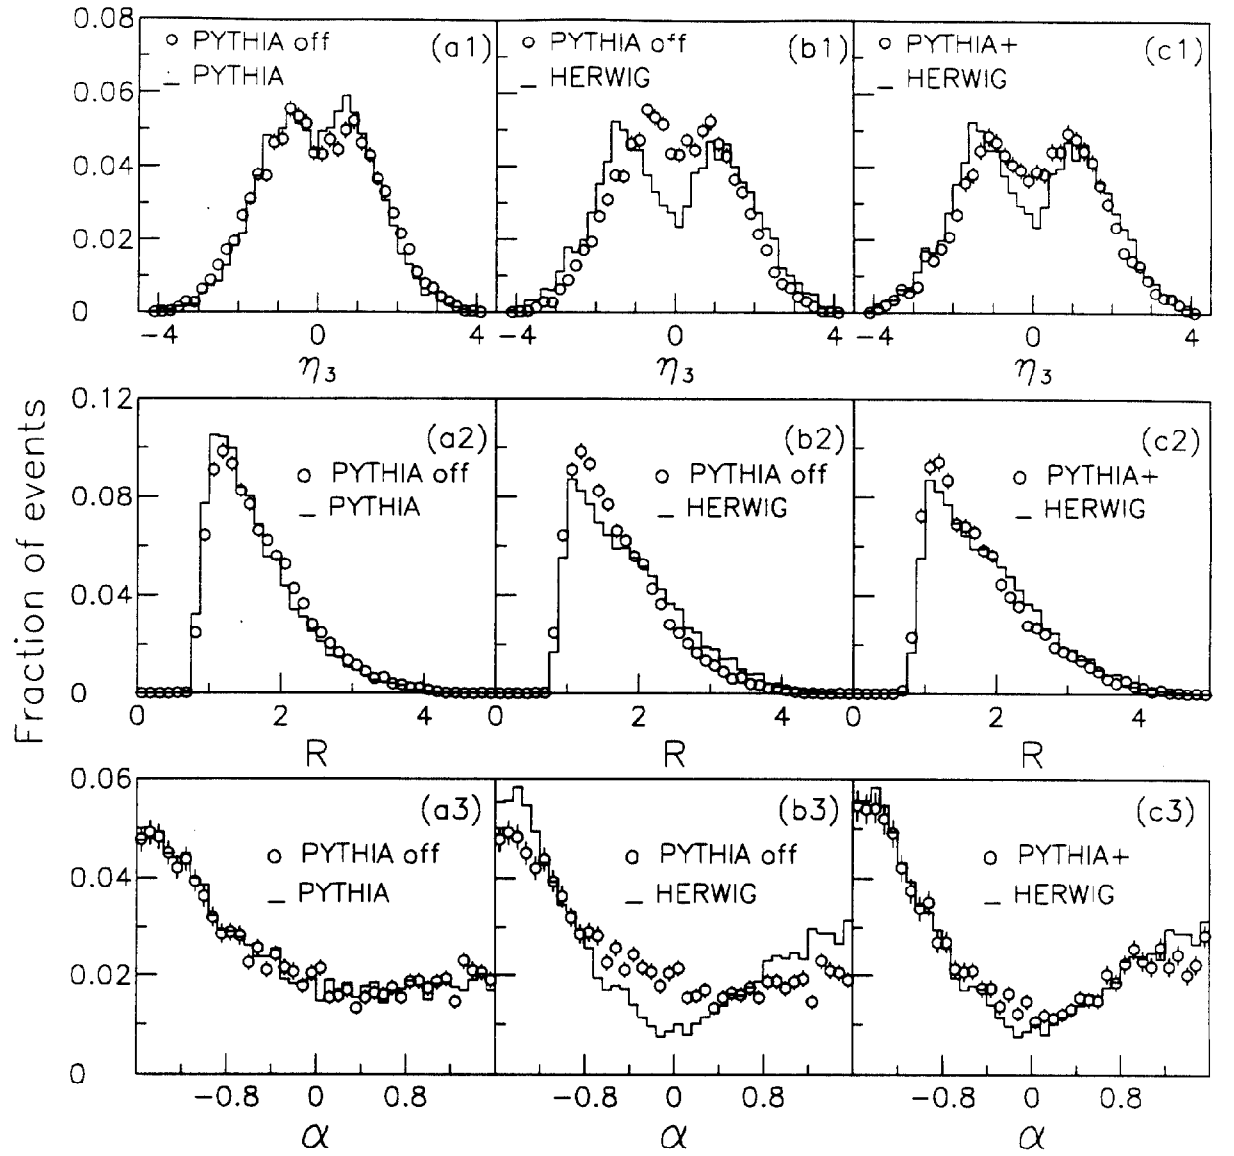 Fraction of events
0.08
0.06
0.04
0.02
0
○ PYTHIA off (a1)
— PYTHIA
○ PYTHIA off (b1)
— HERWIG
○ PYTHIA+ (c1)
— HERWIG
−4 0 4
−4 0 4
−4 0 4
η₃ η₃ η₃
0.12
0.08
0.04
0
(a2)
○ PYTHIA off
— PYTHIA
(b2)
○ PYTHIA off
— HERWIG
(c2)
○ PYTHIA+
— HERWIG
0 2 4
0 2 4
0 2 4
R R R
0.06
0.04
0.02
0
(a3)
○ PYTHIA off
— PYTHIA
(b3)
○ PYTHIA off
— HERWIG
(c3)
○ PYTHIA+
— HERWIG
−0.8 0 0.8
−0.8 0 0.8
−0.8 0 0.8
α α α